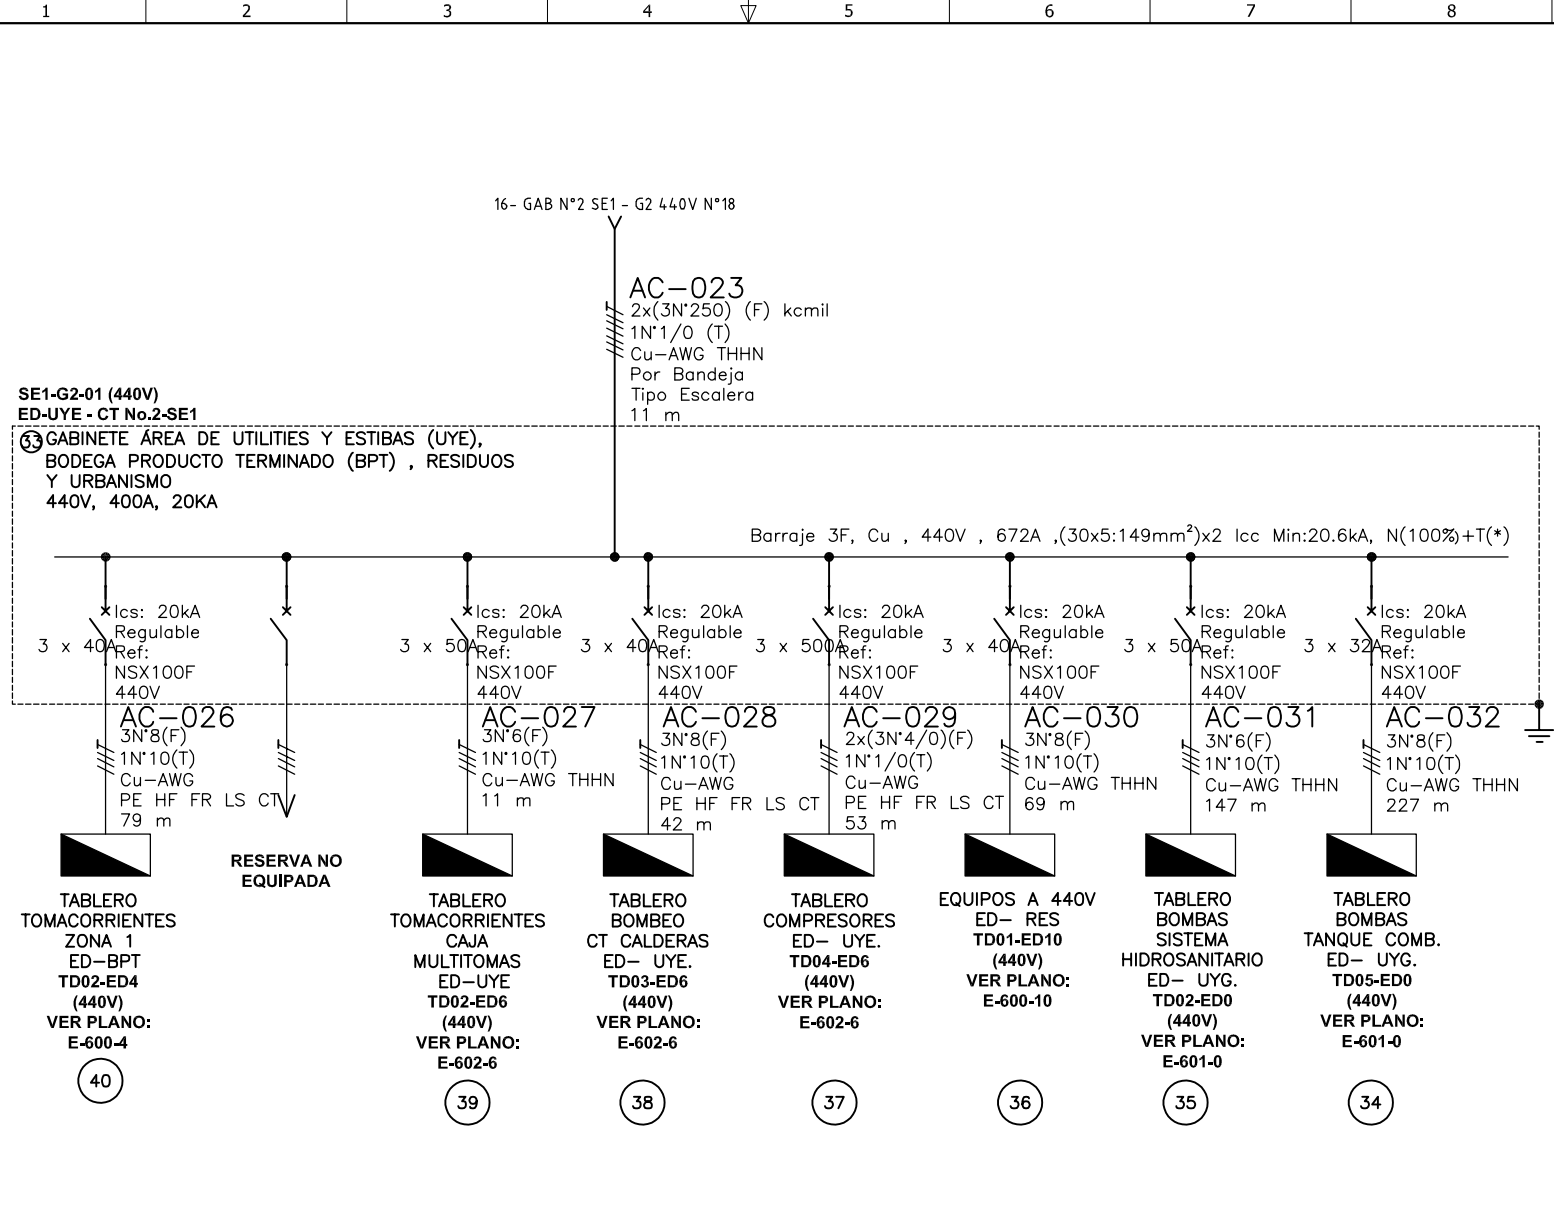 1 2 3 4 5 6 7 8
16- GAB N°2 SE1 - G2 440V N°18
AC-023
2x(3N°250) (F) kcmil
1N°1/0 (T)
Cu-AWG THHN
Por Bandeja
Tipo Escalera
11 m
SE1-G2-01 (440V)
ED-UYE - CT No.2-SE1
33
GABINETE ÁREA DE UTILITIES Y ESTIBAS (UYE),
BODEGA PRODUCTO TERMINADO (BPT) , RESIDUOS
Y URBANISMO
440V, 400A, 20KA
Barraje 3F, Cu , 440V , 672A ,(30x5:149mm²)x2 Icc Min:20.6kA, N(100%)+T(*)
3 x 40A
Ics: 20kA
Regulable
Ref:
NSX100F
440V
AC-026
3N°8(F)
1N°10(T)
Cu-AWG
PE HF FR LS CT
79 m
TABLERO
TOMACORRIENTES
ZONA 1
ED-BPT
TD02-ED4
(440V)
VER PLANO:
E-600-4
40
RESERVA NO
EQUIPADA
3 x 50A
Ics: 20kA
Regulable
Ref:
NSX100F
440V
AC-027
3N°6(F)
1N°10(T)
Cu-AWG THHN
11 m
TABLERO
TOMACORRIENTES
CAJA
MULTITOMAS
ED-UYE
TD02-ED6
(440V)
VER PLANO:
E-602-6
39
3 x 40A
Ics: 20kA
Regulable
Ref:
NSX100F
440V
AC-028
3N°8(F)
1N°10(T)
Cu-AWG
PE HF FR LS CT
42 m
TABLERO
BOMBEO
CT CALDERAS
ED- UYE.
TD03-ED6
(440V)
VER PLANO:
E-602-6
38
3 x 500A
Ics: 20kA
Regulable
Ref:
NSX100F
440V
AC-029
2x(3N°4/0)(F)
1N°1/0(T)
Cu-AWG
PE HF FR LS CT
53 m
TABLERO
COMPRESORES
ED- UYE.
TD04-ED6
(440V)
VER PLANO:
E-602-6
37
3 x 40A
Ics: 20kA
Regulable
Ref:
NSX100F
440V
AC-030
3N°8(F)
1N°10(T)
Cu-AWG THHN
69 m
EQUIPOS A 440V
ED- RES
TD01-ED10
(440V)
VER PLANO:
E-600-10
36
3 x 50A
Ics: 20kA
Regulable
Ref:
NSX100F
440V
AC-031
3N°6(F)
1N°10(T)
Cu-AWG THHN
147 m
TABLERO
BOMBAS
SISTEMA
HIDROSANITARIO
ED- UYG.
TD02-ED0
(440V)
VER PLANO:
E-601-0
35
3 x 32A
Ics: 20kA
Regulable
Ref:
NSX100F
440V
AC-032
3N°8(F)
1N°10(T)
Cu-AWG THHN
227 m
TABLERO
BOMBAS
TANQUE COMB.
ED- UYG.
TD05-ED0
(440V)
VER PLANO:
E-601-0
34